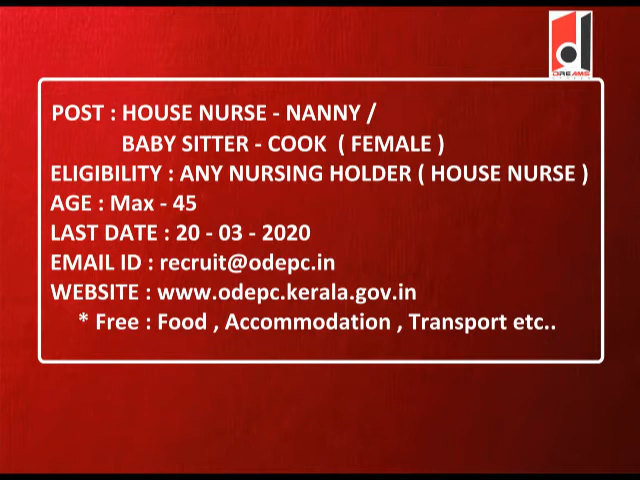 DREAMS
POST : HOUSE NURSE - NANNY /
BABY SITTER - COOK ( FEMALE )
ELIGIBILITY : ANY NURSING HOLDER ( HOUSE NURSE )
AGE : Max - 45
LAST DATE : 20 - 03 - 2020
EMAIL ID : recruit@odepc.in
WEBSITE : www.odepc.kerala.gov.in
* Free : Food , Accommodation , Transport etc..